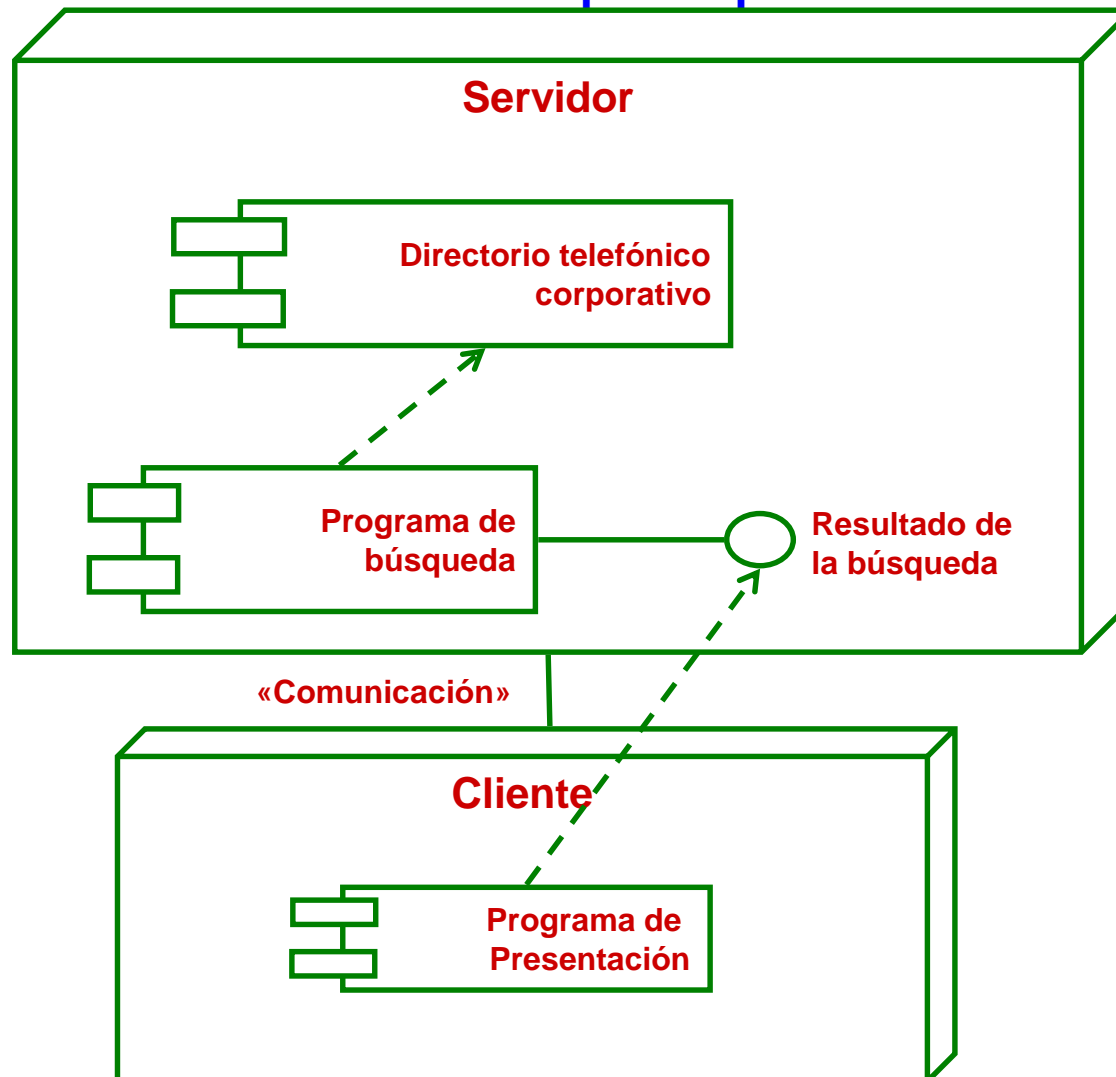 Servidor
Directorio telefónico
corporativo
Programa de
búsqueda
Resultado de
la búsqueda
«Comunicación»
Cliente
Programa de
Presentación